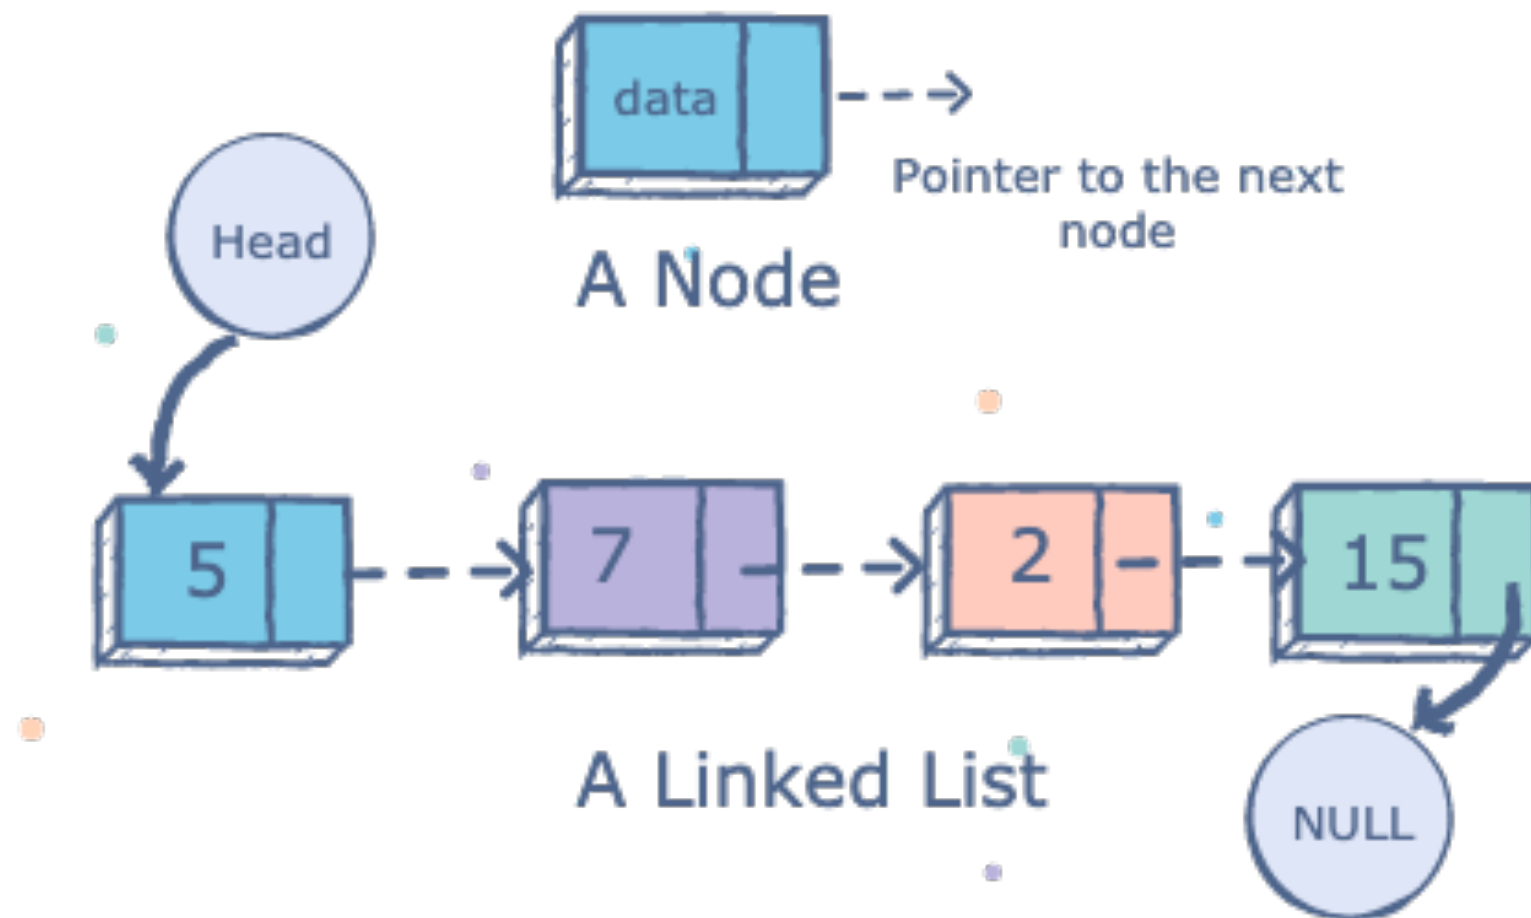 data
Pointer to the next
node
Head
A Node
5
7
2
15
A Linked List
NULL